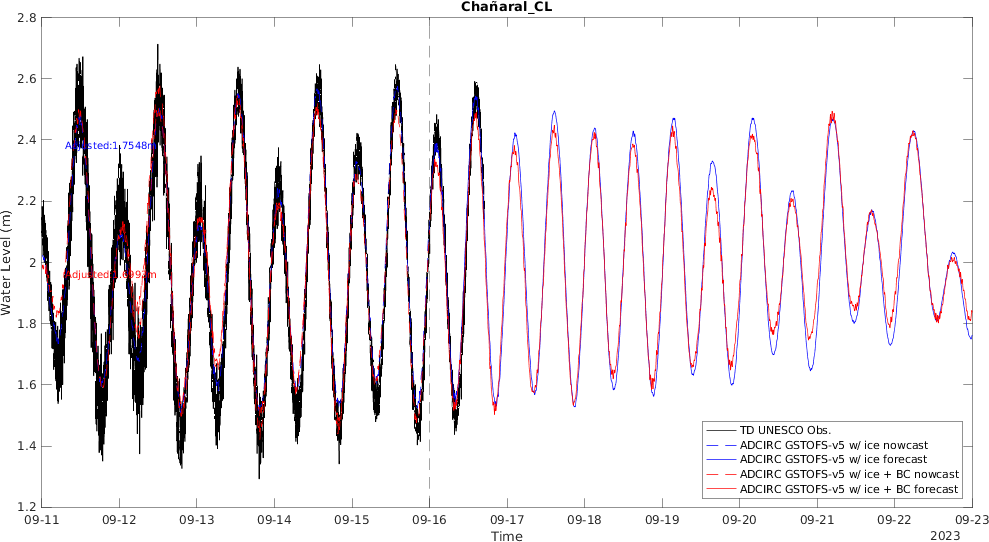 Chañaral_CL
2.8
2.6
2.4
2.2
2
1.8
1.6
1.4
1.2
Water Level (m)
Adjusted:1.7548m
TD UNESCO Obs.
ADCIRC GSTOFS-v5 w/ ice nowcast
ADCIRC GSTOFS-v5 w/ ice forecast
ADCIRC GSTOFS-v5 w/ ice + BC nowcast
ADCIRC GSTOFS-v5 w/ ice + BC forecast
09-11 09-12 09-13 09-14 09-15 09-16 09-17 09-18 09-19 09-20 09-21 09-22 09-23
Time
2023